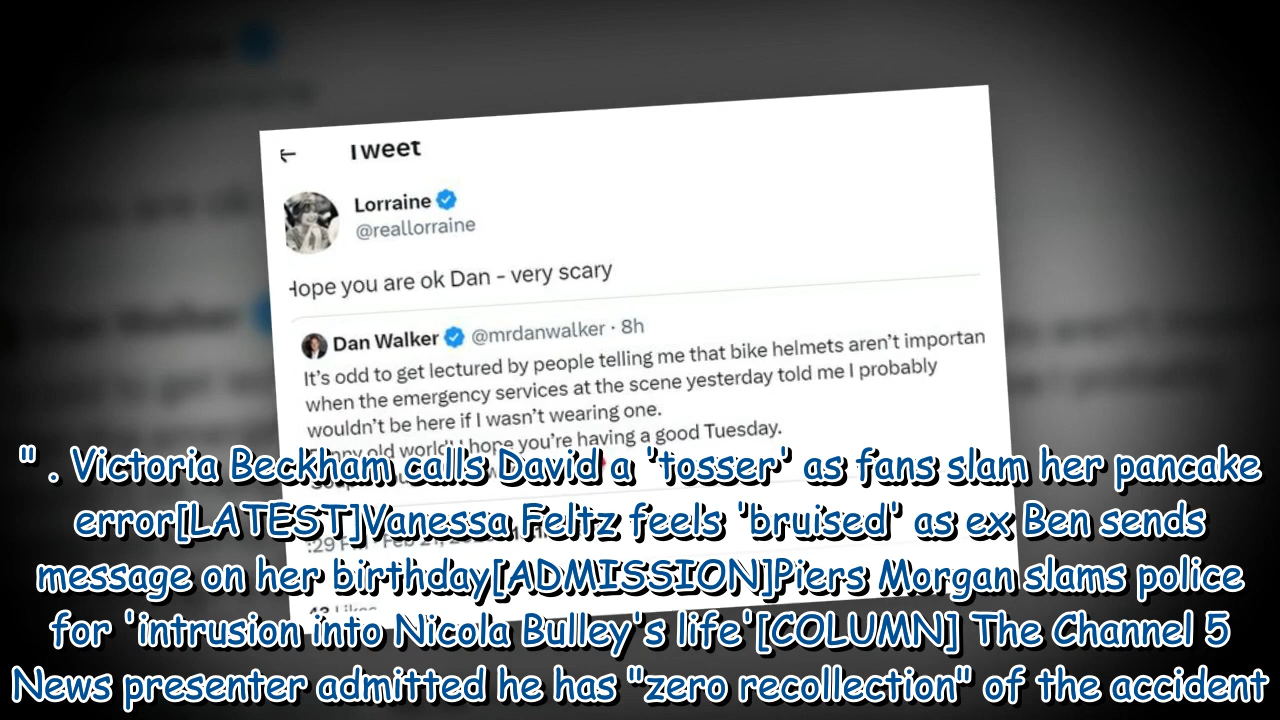 Tweet
Lorraine
@reallorraine
Hope you are ok Dan - very scary
Dan Walker @mrdanwalker · 8h
It's odd to get lectured by people telling me that bike helmets aren't importan
when the emergency services at the scene yesterday told me I probably
wouldn't be here if I wasn't wearing one.
old world! I hope you're having a good Tuesday.
" . Victoria Beckham calls David a 'tosser' as fans slam her pancake
error[LATEST]Vanessa Feltz feels 'bruised' as ex Ben sends
message on her birthday[ADMISSION]Piers Morgan slams police
for 'intrusion into Nicola Bulley's life'[COLUMN] The Channel 5
News presenter admitted he has "zero recollection" of the accident